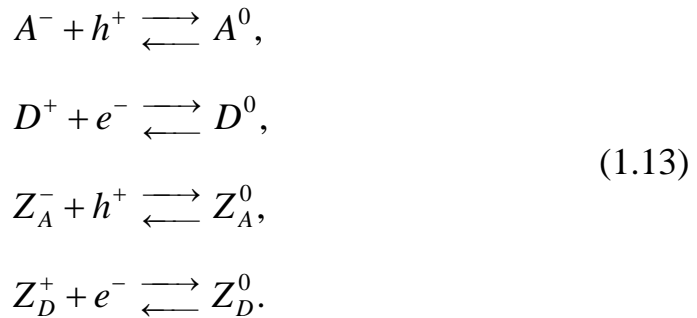 A⁻ + h⁺ ⇄ A⁰,
D⁺ + e⁻ ⇄ D⁰,
(1.13)
Z_A⁻ + h⁺ ⇄ Z_A⁰,
Z_D⁺ + e⁻ ⇄ Z_D⁰.